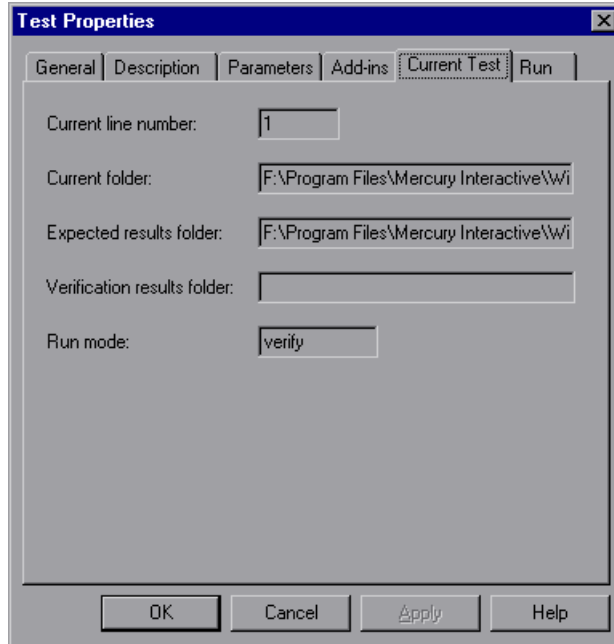 Test Properties
General Description Parameters Add-ins Current Test Run
Current line number: 1
Current folder: F:\Program Files\Mercury Interactive\Wi
Expected results folder: F:\Program Files\Mercury Interactive\Wi
Verification results folder:
Run mode: verify
OK Cancel Apply Help